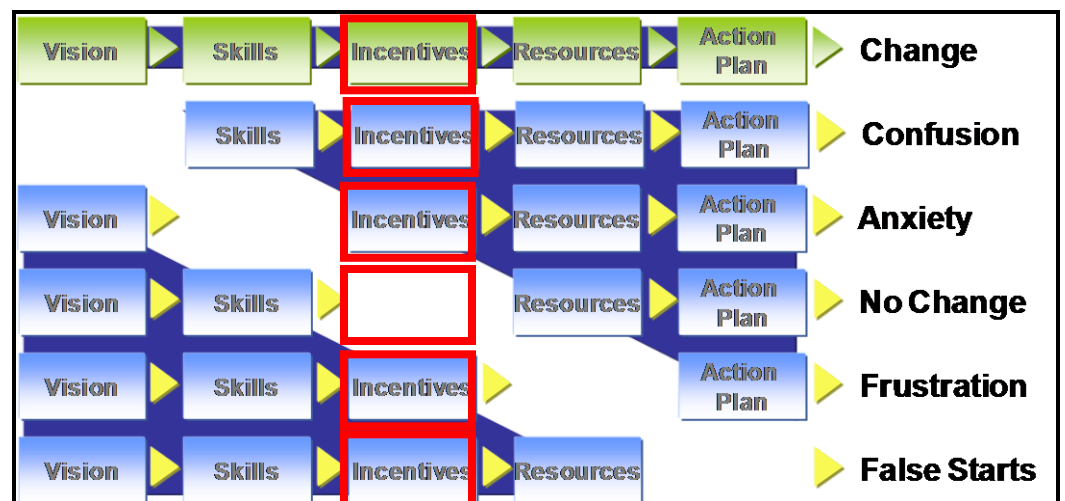 Vision Skills Incentives Resources Action Plan Change
Skills Incentives Resources Action Plan Confusion
Vision Incentives Resources Action Plan Anxiety
Vision Skills Resources Action Plan No Change
Vision Skills Incentives Action Plan Frustration
Vision Skills Incentives Resources False Starts